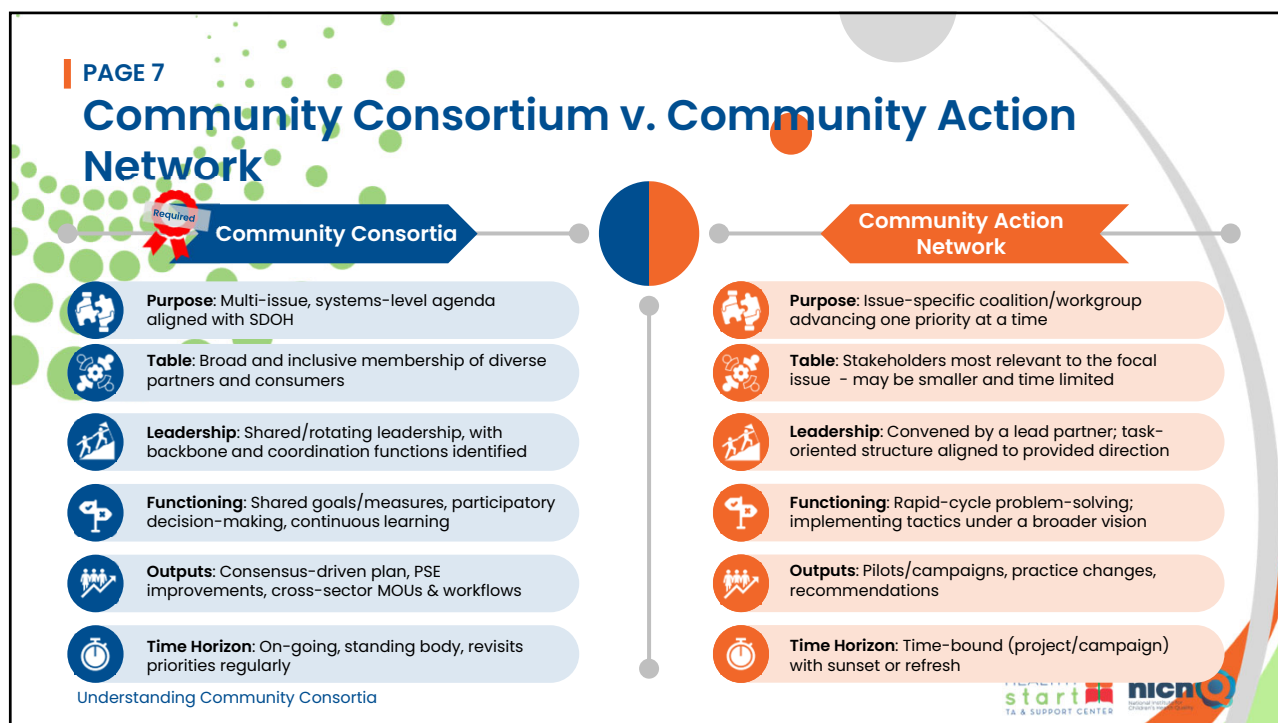 PAGE 7
Community Consortium v. Community Action
Network
Required
Community Consortia
Community Action
Network
Purpose: Multi-issue, systems-level agenda
aligned with SDOH
Table: Broad and inclusive membership of diverse
partners and consumers
Leadership: Shared/rotating leadership, with
backbone and coordination functions identified
Functioning: Shared goals/measures, participatory
decision-making, continuous learning
Outputs: Consensus-driven plan, PSE
improvements, cross-sector MOUs & workflows
Time Horizon: On-going, standing body, revisits
priorities regularly
Purpose: Issue-specific coalition/workgroup
advancing one priority at a time
Table: Stakeholders most relevant to the focal
issue - may be smaller and time limited
Leadership: Convened by a lead partner; task-
oriented structure aligned to provided direction
Functioning: Rapid-cycle problem-solving;
implementing tactics under a broader vision
Outputs: Pilots/campaigns, practice changes,
recommendations
Time Horizon: Time-bound (project/campaign)
with sunset or refresh
Understanding Community Consortia
start
TA & SUPPORT CENTER
National Institute for
Children's Health Quality